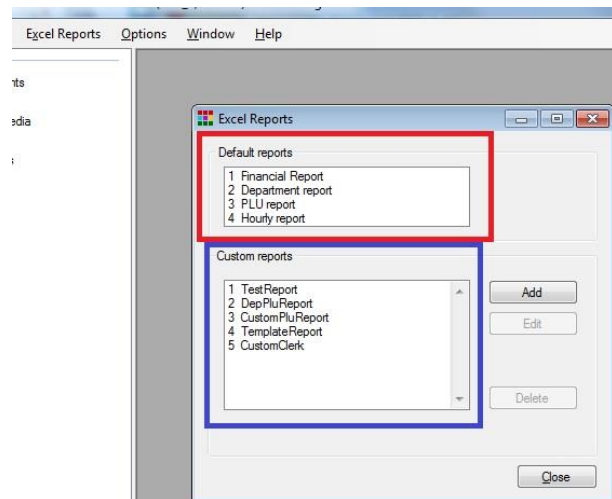 Excel Reports Options Window Help
nts
edia
s
Excel Reports
Default reports
1 Financial Report
2 Department report
3 PLU report
4 Hourly report
Custom reports
1 TestReport
2 DepPluReport
3 CustomPluReport
4 TemplateReport
5 CustomClerk
Add
Edit
Delete
Close